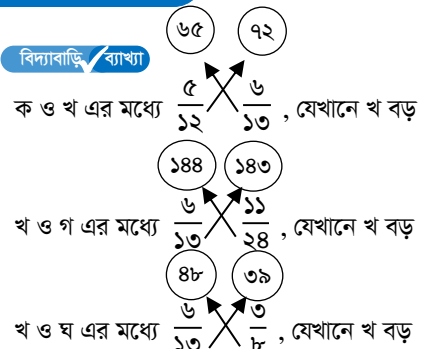 ৬৫ ৭২
বিদ্যাবাড়ি ব্যাখ্যা
ক ও খ এর মধ্যে ৫/১২ ৬/১৩ , যেখানে খ বড়
১৪৪ ১৪৩
খ ও গ এর মধ্যে ৬/১৩ ১১/২৪ , যেখানে খ বড়
৪৮ ৩৯
খ ও ঘ এর মধ্যে ৬/১৩ ৩/৮ , যেখানে খ বড়